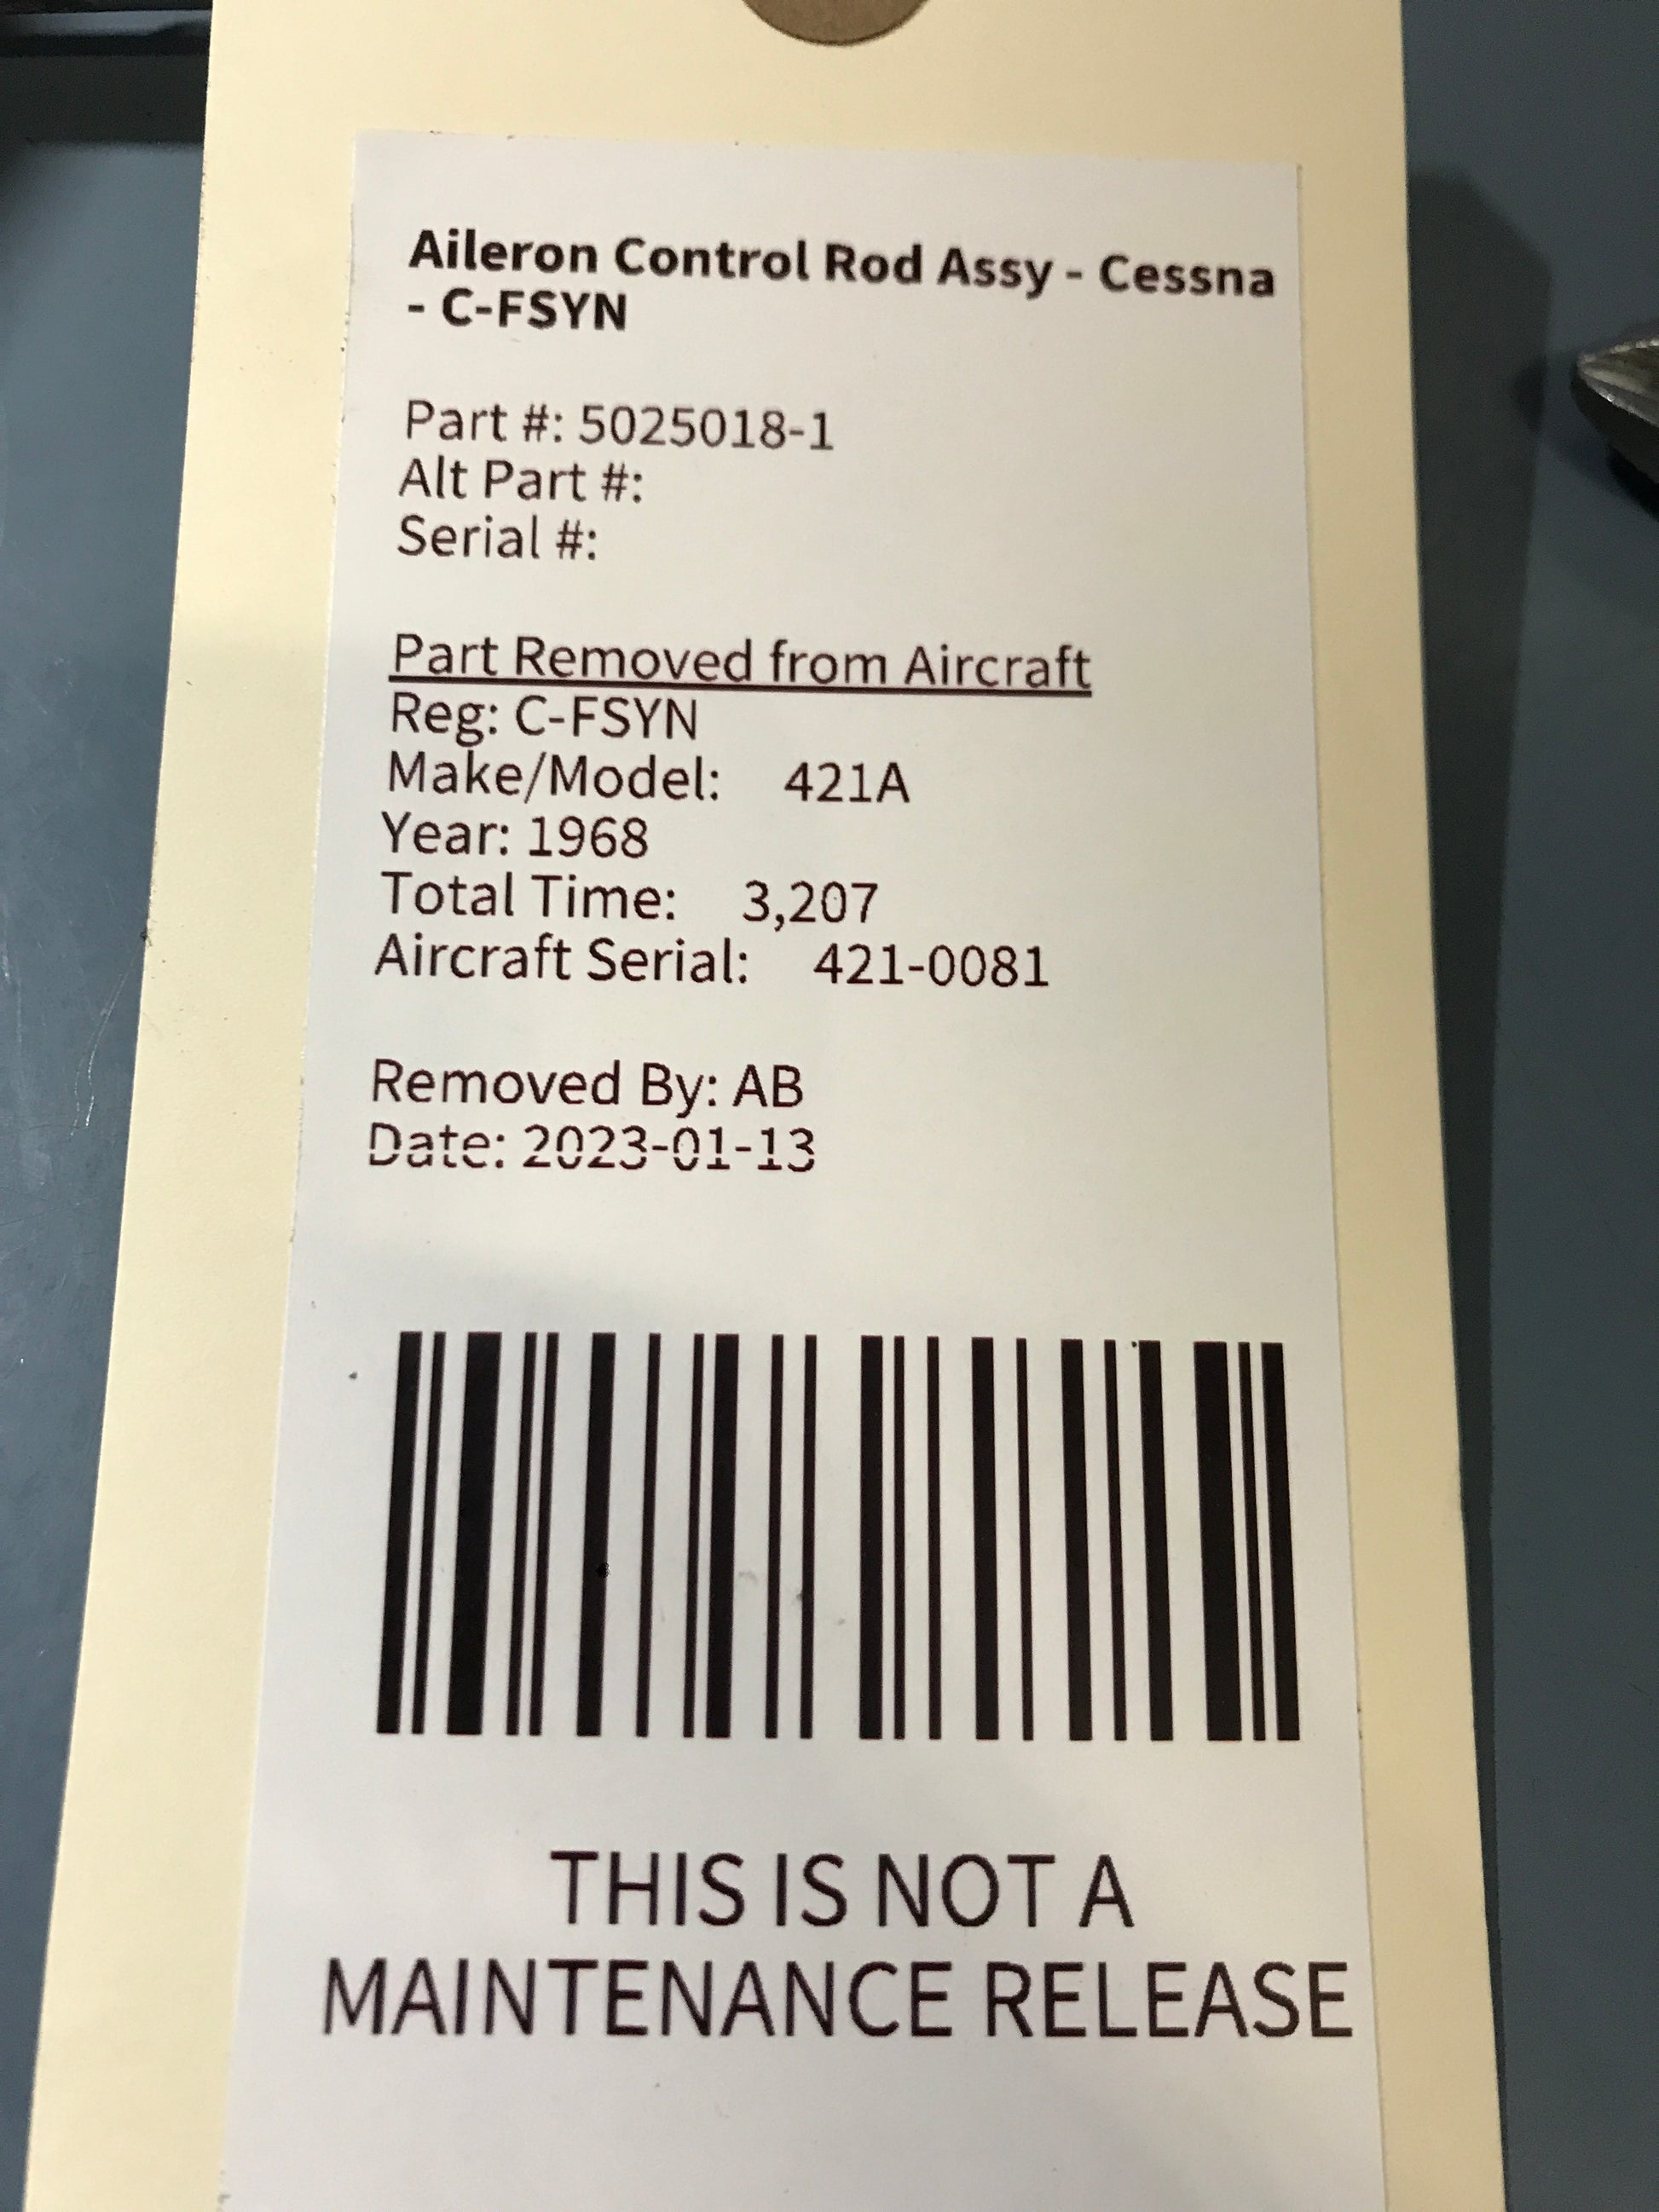 Aileron Control Rod Assy - Cessna
- C-FSYN
Part #: 5025018-1
Alt Part #:
Serial #:
Part Removed from Aircraft
Reg: C-FSYN
Make/Model: 421A
Year: 1968
Total Time: 3,207
Aircraft Serial: 421-0081
Removed By: AB
Date: 2023-01-13
THIS IS NOT A
MAINTENANCE RELEASE